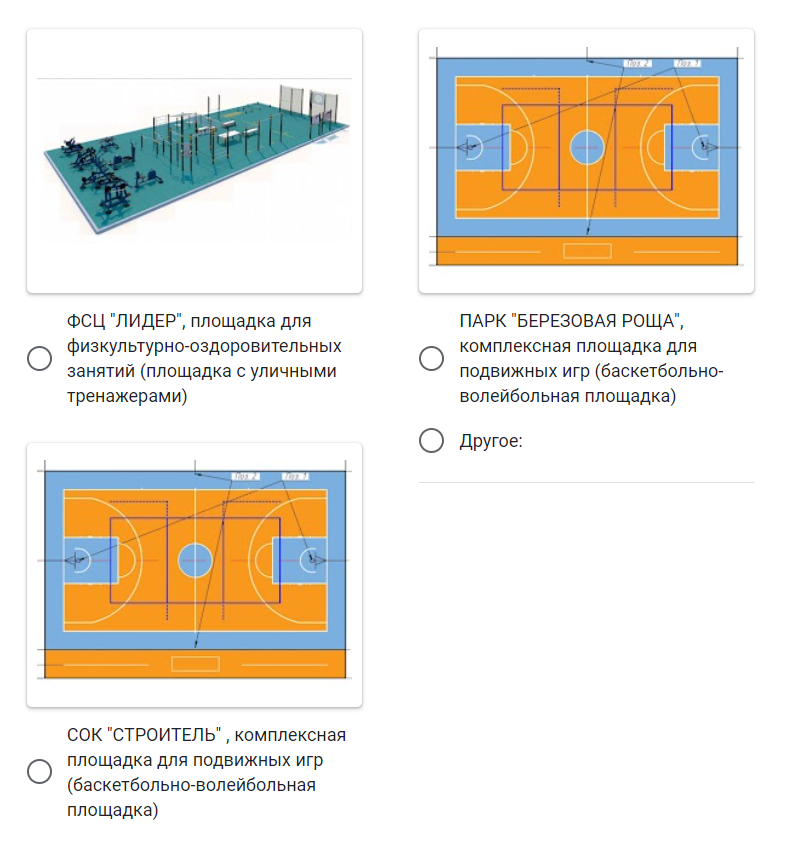 Поз. 2
Поз. 1
ФСЦ "ЛИДЕР", площадка для
физкультурно-оздоровительных
занятий (площадка с уличными
тренажерами)
ПАРК "БЕРЕЗОВАЯ РОЩА",
комплексная площадка для
подвижных игр (баскетбольно-
волейбольная площадка)
Другое:
Поз. 2
Поз. 1
СОК "СТРОИТЕЛЬ" , комплексная
площадка для подвижных игр
(баскетбольно-волейбольная
площадка)